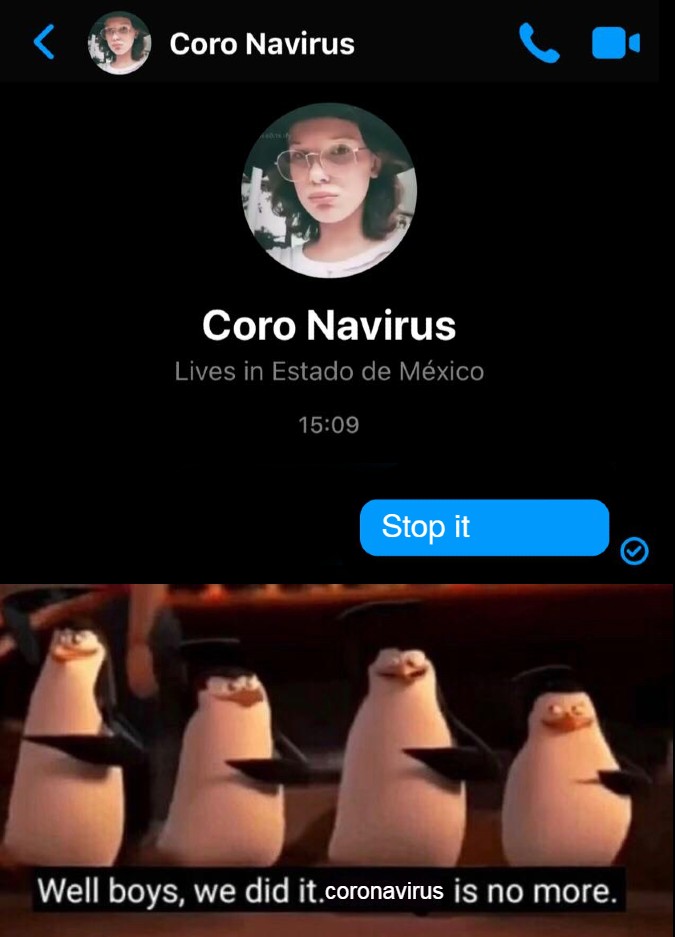 Coro Navirus
Coro Navirus
Lives in Estado de México
15:09
Stop it
Well boys, we did it.coronavirus is no more.